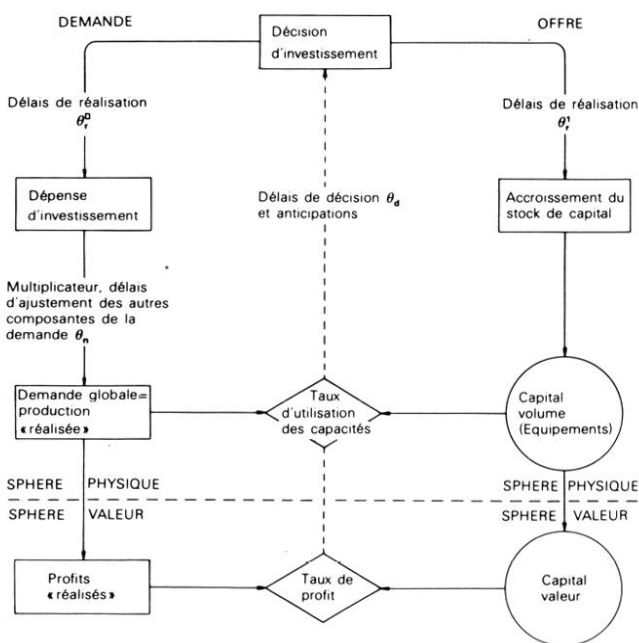 DEMANDE
OFFRE
Décision
d'investissement
Délais de réalisation
θᵣ⁰
Délais de réalisation
θᵣ¹
Dépense
d'investissement
Délais de décision θd
et anticipations
Accroissement du
stock de capital
Multiplicateur, délais
d'ajustement des autres
composantes de la
demande θn
Demande globale=
production
«réalisée»
Taux
d'utilisation
des capacités
Capital
volume
(Equipements)
SPHERE PHYSIQUE
SPHERE VALEUR
SPHERE PHYSIQUE
SPHERE VALEUR
Profits
«réalisés»
Taux de
profit
Capital
valeur